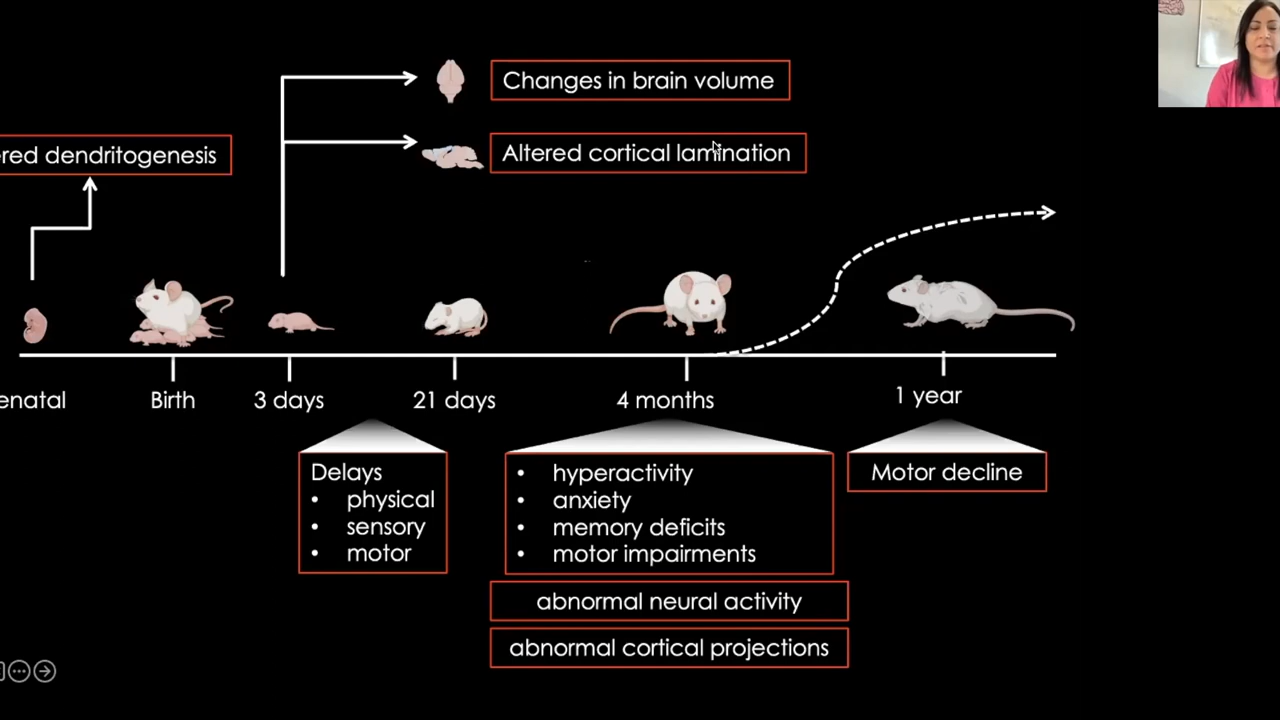 Changes in brain volume
Altered cortical lamination
ered dendritogenesis
enatal
Birth
3 days
21 days
4 months
1 year
Delays
• physical
• sensory
• motor
• hyperactivity
• anxiety
• memory deficits
• motor impairments
Motor decline
abnormal neural activity
abnormal cortical projections